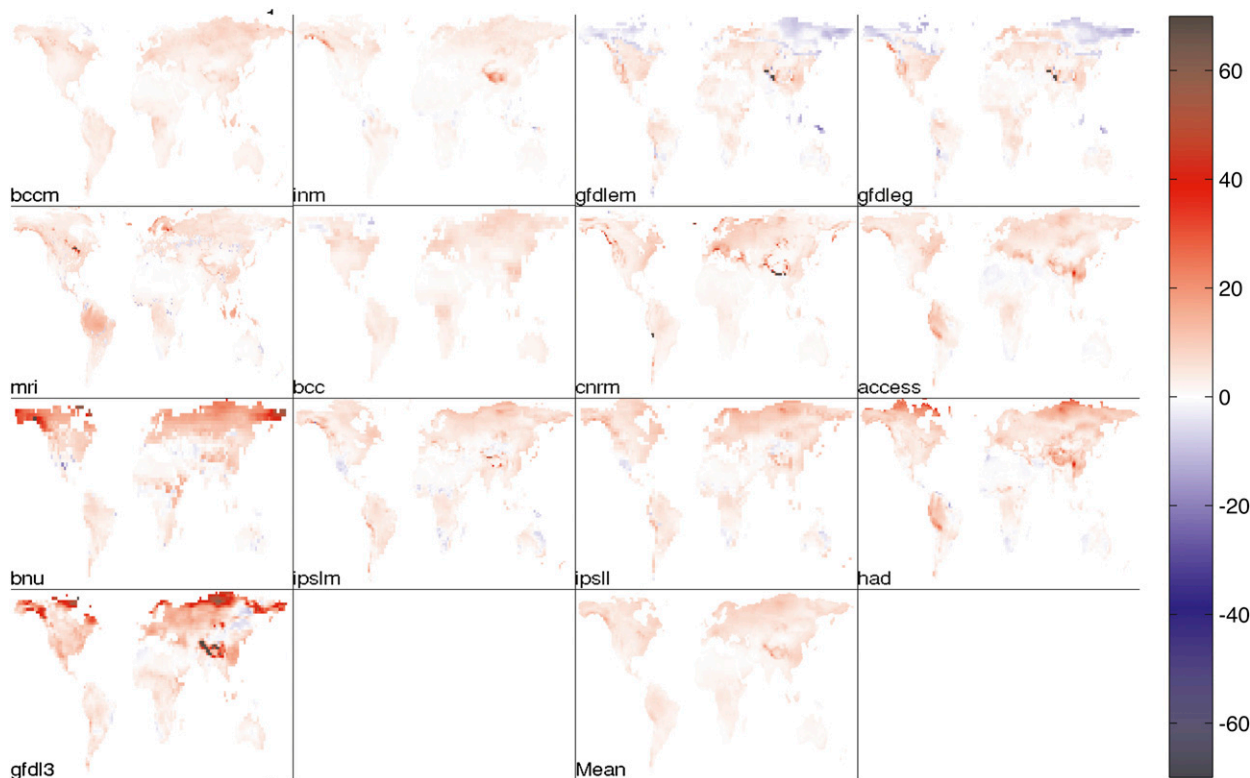 bccm
inm
gfdlem
gfdleg
mri
bcc
cnrm
access
bnu
ipslm
ipsll
had
gfdl3
Mean
60
40
20
0
-20
-40
-60